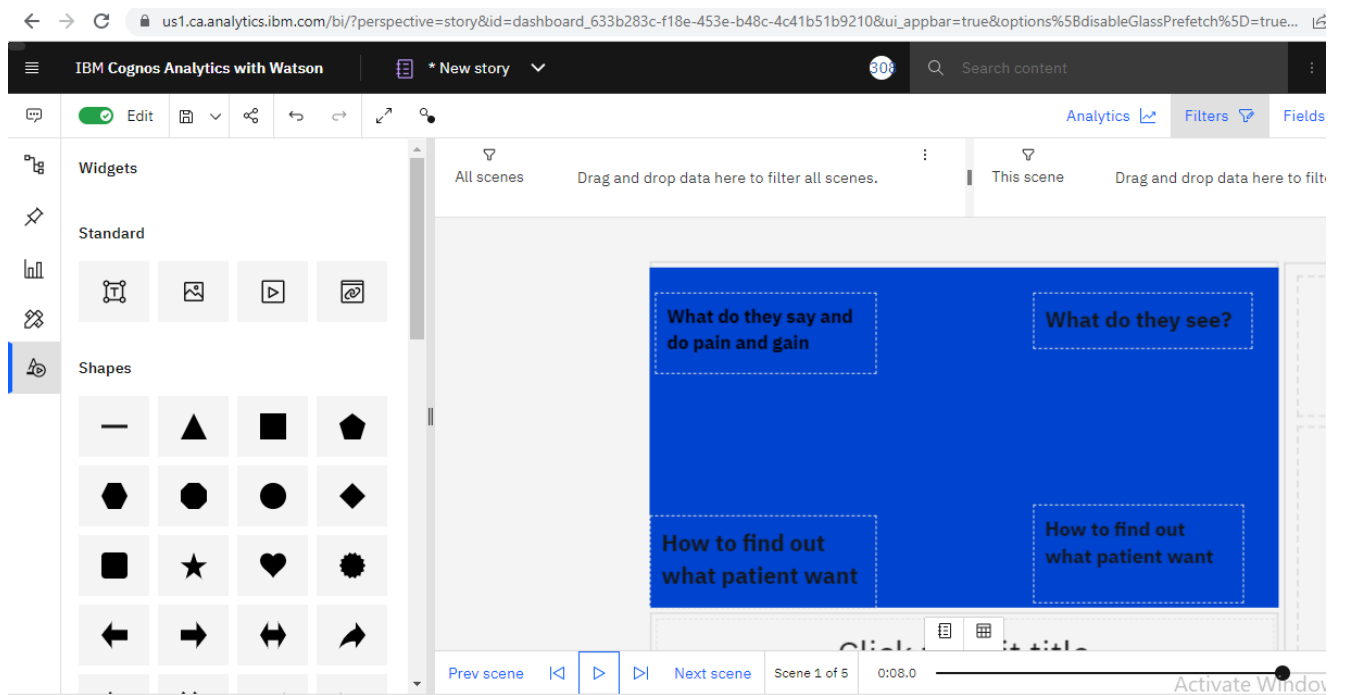 us1.ca.analytics.ibm.com/bi/?perspective=story&id=dashboard_633b283c-f18e-453e-b48c-4c41b51b9210&ui_appbar=true&options%5BdisableGlassPrefetch%5D=true...
IBM Cognos Analytics with Watson
* New story
308
Search content
Edit
Analytics
Filters
Fields
Widgets
All scenes
Drag and drop data here to filter all scenes.
This scene
Drag and drop data here to filt
Standard
Shapes
What do they say and
do pain and gain
What do they see?
How to find out
what patient want
How to find out
what patient want
Prev scene
Next scene
Scene 1 of 5
0:08.0
Activate Window